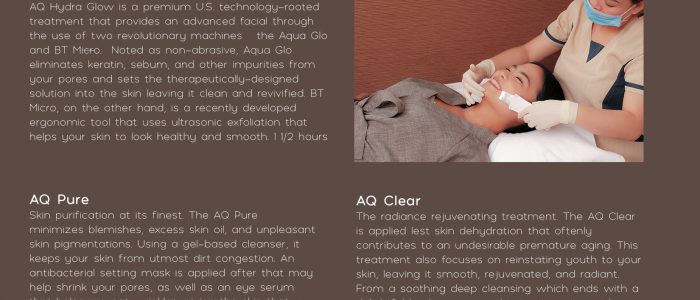 AQ Hydra Glow is a premium U.S. technology-rooted
treatment that provides an advanced facial through
the use of two revolutionary machines the Aqua Glo
and BT Micro. Noted as non-abrasive, Aqua Glo
eliminates keratin, sebum, and other impurities from
your pores and sets the therapeutically-designed
solution into the skin leaving it clean and revivified. BT
Micro, on the other hand, is a recently developed
ergonomic tool that uses ultrasonic exfoliation that
helps your skin to look healthy and smooth. 1 1/2 hours
AQ Pure
Skin purification at its finest. The AQ Pure
minimizes blemishes, excess skin oil, and unpleasant
skin pigmentations. Using a gel-based cleanser, it
keeps your skin from utmost dirt congestion. An
antibacterial setting mask is applied after that may
help shrink your pores, as well as an eye serum
AQ Clear
The radiance rejuvenating treatment. The AQ Clear
is applied lest skin dehydration that oftenly
contributes to an undesirable premature aging. This
treatment also focuses on reinstating youth to your
skin, leaving it smooth, rejuvenated, and radiant.
From a soothing deep cleansing which ends with a